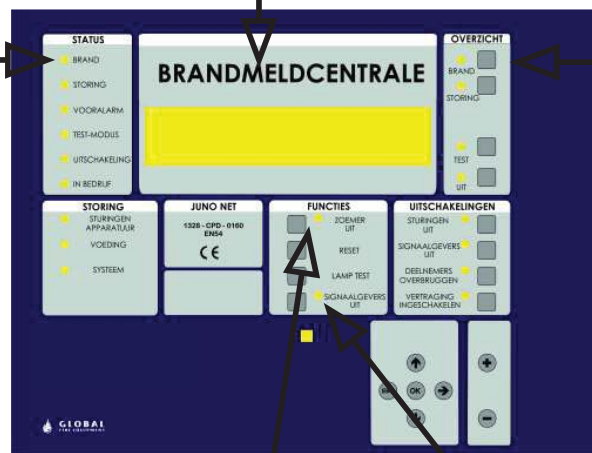 STATUS
BRAND
STORING
VOORALARM
TEST-MODUS
UITSCHAKELING
IN BEDRIJF
BRANDMELDCENTRALE
OVERZICHT
BRAND
STORING
TEST
UIT
STORING
STURINGEN
APPARATUUR
VOEDING
SYSTEEM
JUNO NET
1328 - CPD - 0160
EN54
CE
FUNCTIES
ZOEMER
UIT
RESET
LAMP TEST
SIGNAALGEVERS
UIT
UITSCHAKELINGEN
STURINGEN
UIT
SIGNAALGEVERS
UIT
DEELNEMERS
OVERBRUGGEN
VERTRAGING
INGESCHAKELEN
OK
GLOBAL
FIRE EQUIPMENT